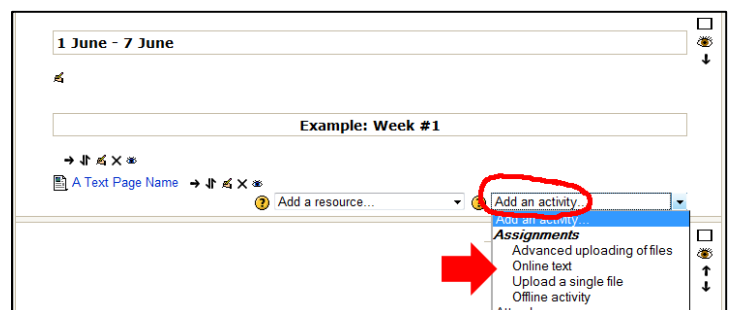 1 June - 7 June
Example: Week #1
A Text Page Name
Add a resource... Add an activity...
Add an activity...
Assignments
Advanced uploading of files
Online text
Upload a single file
Offline activity